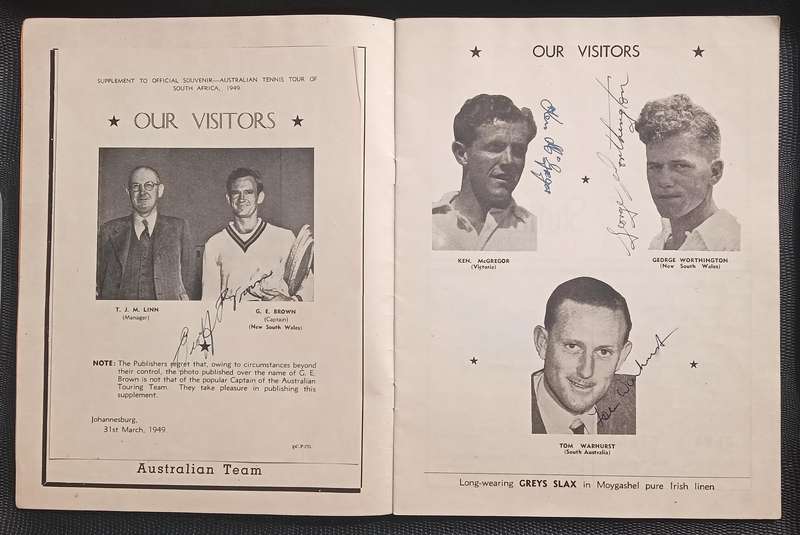 SUPPLEMENT TO OFFICIAL SOUVENIR—AUSTRALIAN TENNIS TOUR OF
SOUTH AFRICA, 1949.
★ OUR VISITORS ★
T. J. M. LINN
(Manager)
G. E. BROWN
(Captain)
(New South Wales)
Geoff Brown
NOTE: The Publishers regret that, owing to circumstances beyond
their control, the photo published over the name of G. E.
Brown is not that of the popular Captain of the Australian
Touring Team. They take pleasure in publishing this
supplement.
Johannesburg,
31st March, 1949.
Australian Team
★ OUR VISITORS ★
Ken McGregor
George Worthington
KEN. McGREGOR
(Victoria)
GEORGE WORTHINGTON
(New South Wales)
Tom Warhurst
TOM WARHURST
(South Australia)
Long-wearing GREYS SLAX in Moygashel pure Irish linen